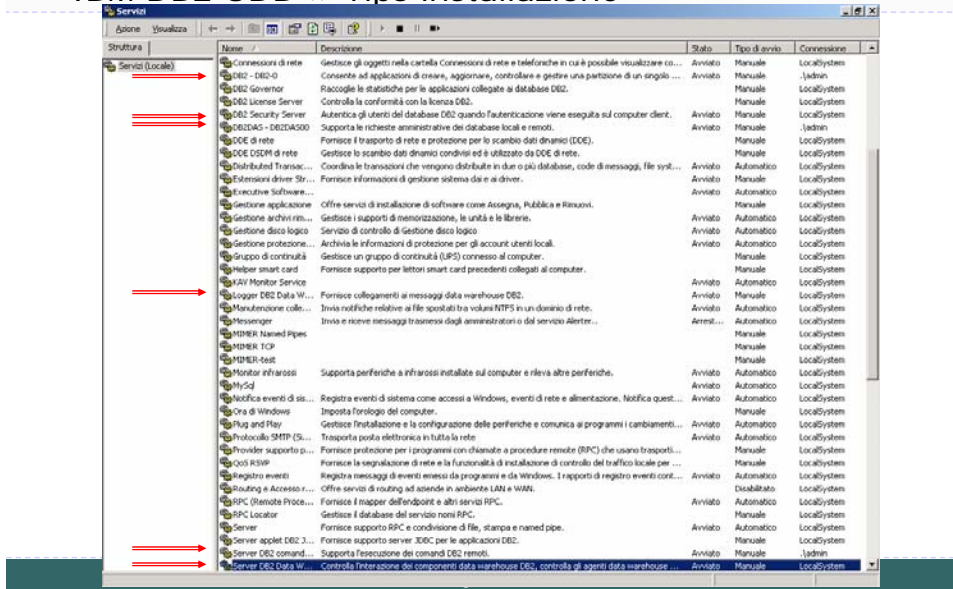 IBM DB2 UDB – Tipo installazione
Servizi
Azione Visualizza
Struttura
Servizi (Locale)
Nome / Descrizione Stato Tipo di avvio Connessione
Connessioni di rete Gestisce gli oggetti nella cartella Connessioni di rete e telefoniche in cui è possibile visualizzare co... Avviato Manuale LocalSystem
DB2 - DB2-0 Consente ad applicazioni di creare, aggiornare, controllare e gestire una partizione di un singolo ... Avviato Manuale .\admin
DB2 Governor Raccoglie le statistiche per le applicazioni collegate ai database DB2. Manuale LocalSystem
DB2 License Server Controlla la conformità con la licenza DB2. Manuale LocalSystem
DB2 Security Server Autentica gli utenti del database DB2 quando l'autenticazione viene eseguita sul computer client. Avviato Manuale LocalSystem
DB2DAS - DB2DAS00 Supporta le richieste amministrative dei database locali e remoti. Avviato Manuale .\admin
DDE di rete Fornisce il trasporto di rete e protezione per lo scambio dati dinamici (DDE). Manuale LocalSystem
DDE DSDM di rete Gestisce lo scambio dati dinamici condivisi ed è utilizzato da DDE di rete. Manuale LocalSystem
Distributed Transac... Coordina le transazioni che vengono distribuite in due o più database, code di messaggi, file syst... Avviato Automatico LocalSystem
Estensioni driver Str... Fornisce informazioni di gestione sistema dai e ai driver. Avviato Manuale LocalSystem
Executive Software... Avviato Automatico LocalSystem
Gestione applicazione Offre servizi di installazione di software come Assegna, Pubblica e Rimuovi. Manuale LocalSystem
Gestione archivi rim... Gestisce i supporti di memorizzazione, le unità e le librerie. Avviato Automatico LocalSystem
Gestione disco logico Servizio di controllo di Gestione disco logico Avviato Automatico LocalSystem
Gestione protezione... Archivia le informazioni di protezione per gli account utenti locali. Avviato Automatico LocalSystem
Gruppo di continuità Gestisce un gruppo di continuità (UPS) connesso al computer. Manuale LocalSystem
Helper smart card Fornisce supporto per lettori smart card precedenti collegati al computer. Manuale LocalSystem
KAV Monitor Service Avviato Automatico LocalSystem
Logger DB2 Data W... Fornisce collegamenti ai messaggi data warehouse DB2. Avviato Manuale LocalSystem
Manutenzione colle... Invia notifiche relative ai file spostati tra volumi NTFS in un dominio di rete. Avviato Automatico LocalSystem
Messenger Invia e riceve messaggi trasmessi dagli amministratori o dal servizio Alerter.. Arrest... Automatico LocalSystem
MIMER Named Pipes Manuale LocalSystem
MIMER TCP Manuale LocalSystem
MIMER-test Manuale LocalSystem
Monitor infrarossi Supporta periferiche a infrarossi installate sul computer e rileva altre periferiche. Avviato Automatico LocalSystem
MySql Avviato Automatico LocalSystem
Notifica eventi di sis... Registra eventi di sistema come accessi a Windows, eventi di rete e alimentazione. Notifica quest... Avviato Automatico LocalSystem
Ora di Windows Imposta l'orologio del computer. Manuale LocalSystem
Plug and Play Gestisce l'installazione e la configurazione delle periferiche e comunica ai programmi i cambiamenti... Avviato Automatico LocalSystem
Protocollo SMTP (Si... Trasporta posta elettronica in tutta la rete Avviato Automatico LocalSystem
Provider supporto p... Fornisce protezione per i programmi con chiamate a procedure remote (RPC) che usano trasporti... Manuale LocalSystem
QoS RSVP Fornisce la segnalazione di rete e la funzionalità di installazione di controllo del traffico locale per ... Manuale LocalSystem
Registro eventi Registra messaggi di eventi emessi da programmi e da Windows. I rapporti di registro eventi cont... Avviato Automatico LocalSystem
Routing e Accesso r... Offre servizi di routing ad aziende in ambiente LAN e WAN. Disabilitato LocalSystem
RPC (Remote Proce... Fornisce il mapper dell'endpoint e altri servizi RPC. Avviato Automatico LocalSystem
RPC Locator Gestisce il database del servizio nomi RPC. Manuale LocalSystem
Server Fornisce supporto RPC e condivisione di file, stampa e named pipe. Avviato Automatico LocalSystem
Server applet DB2 J... Fornisce supporto server JDBC per le applicazioni DB2. Manuale LocalSystem
Server DB2 comand... Supporta l'esecuzione dei comandi DB2 remoti. Avviato Manuale .\admin
Server DB2 Data W... Controlla l'interazione dei componenti data warehouse DB2, controlla gli agenti data warehouse ... Avviato Manuale LocalSystem